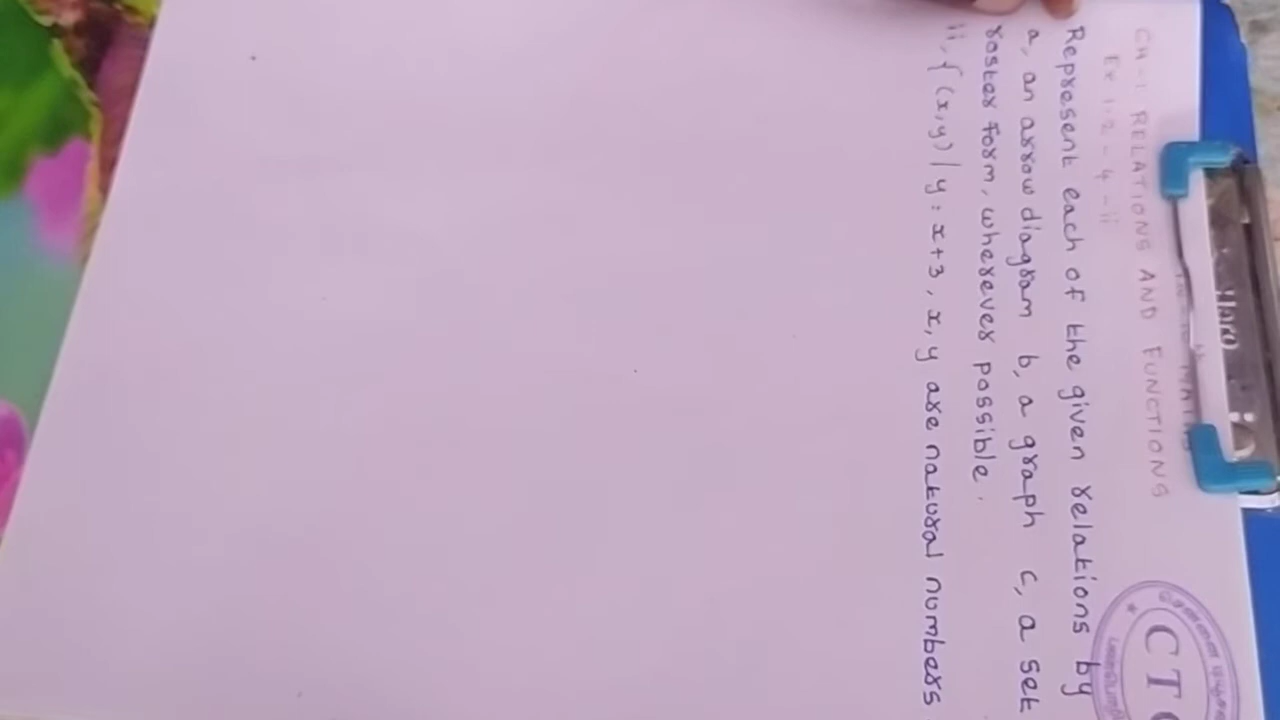 CH-1 RELATIONS AND FUNCTIONS
Ex 1.2 - 4 - ii
Represent each of the given relations by
a, an arrow diagram b, a graph c, a set
roster form, wherever possible.
ii, {(x,y) / y = x+3, x, y are natural numbers
CT